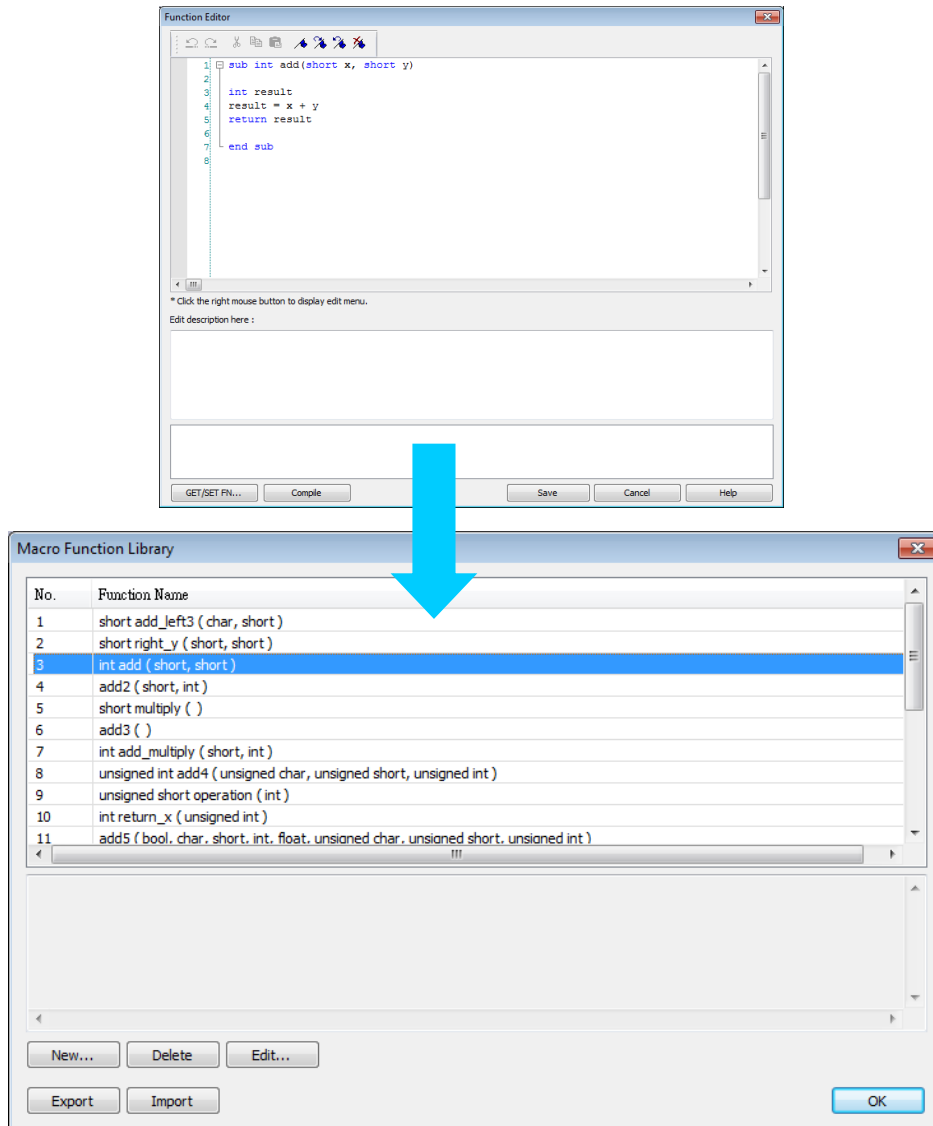 Function Editor
1 sub int add(short x, short y)
2
3 int result
4 result = x + y
5 return result
6
7 end sub
8
* Click the right mouse button to display edit menu.
Edit description here :
GET/SET FN... Compile Save Cancel Help
Macro Function Library
No. Function Name
1 short add_left3 ( char, short )
2 short right_y ( short, short )
3 int add ( short, short )
4 add2 ( short, int )
5 short multiply ( )
6 add3 ( )
7 int add_multiply ( short, int )
8 unsigned int add4 ( unsigned char, unsigned short, unsigned int )
9 unsigned short operation ( int )
10 int return_x ( unsigned int )
11 add5 ( bool, char, short, int, float, unsigned char, unsigned short, unsigned int )
New... Delete Edit...
Export Import OK